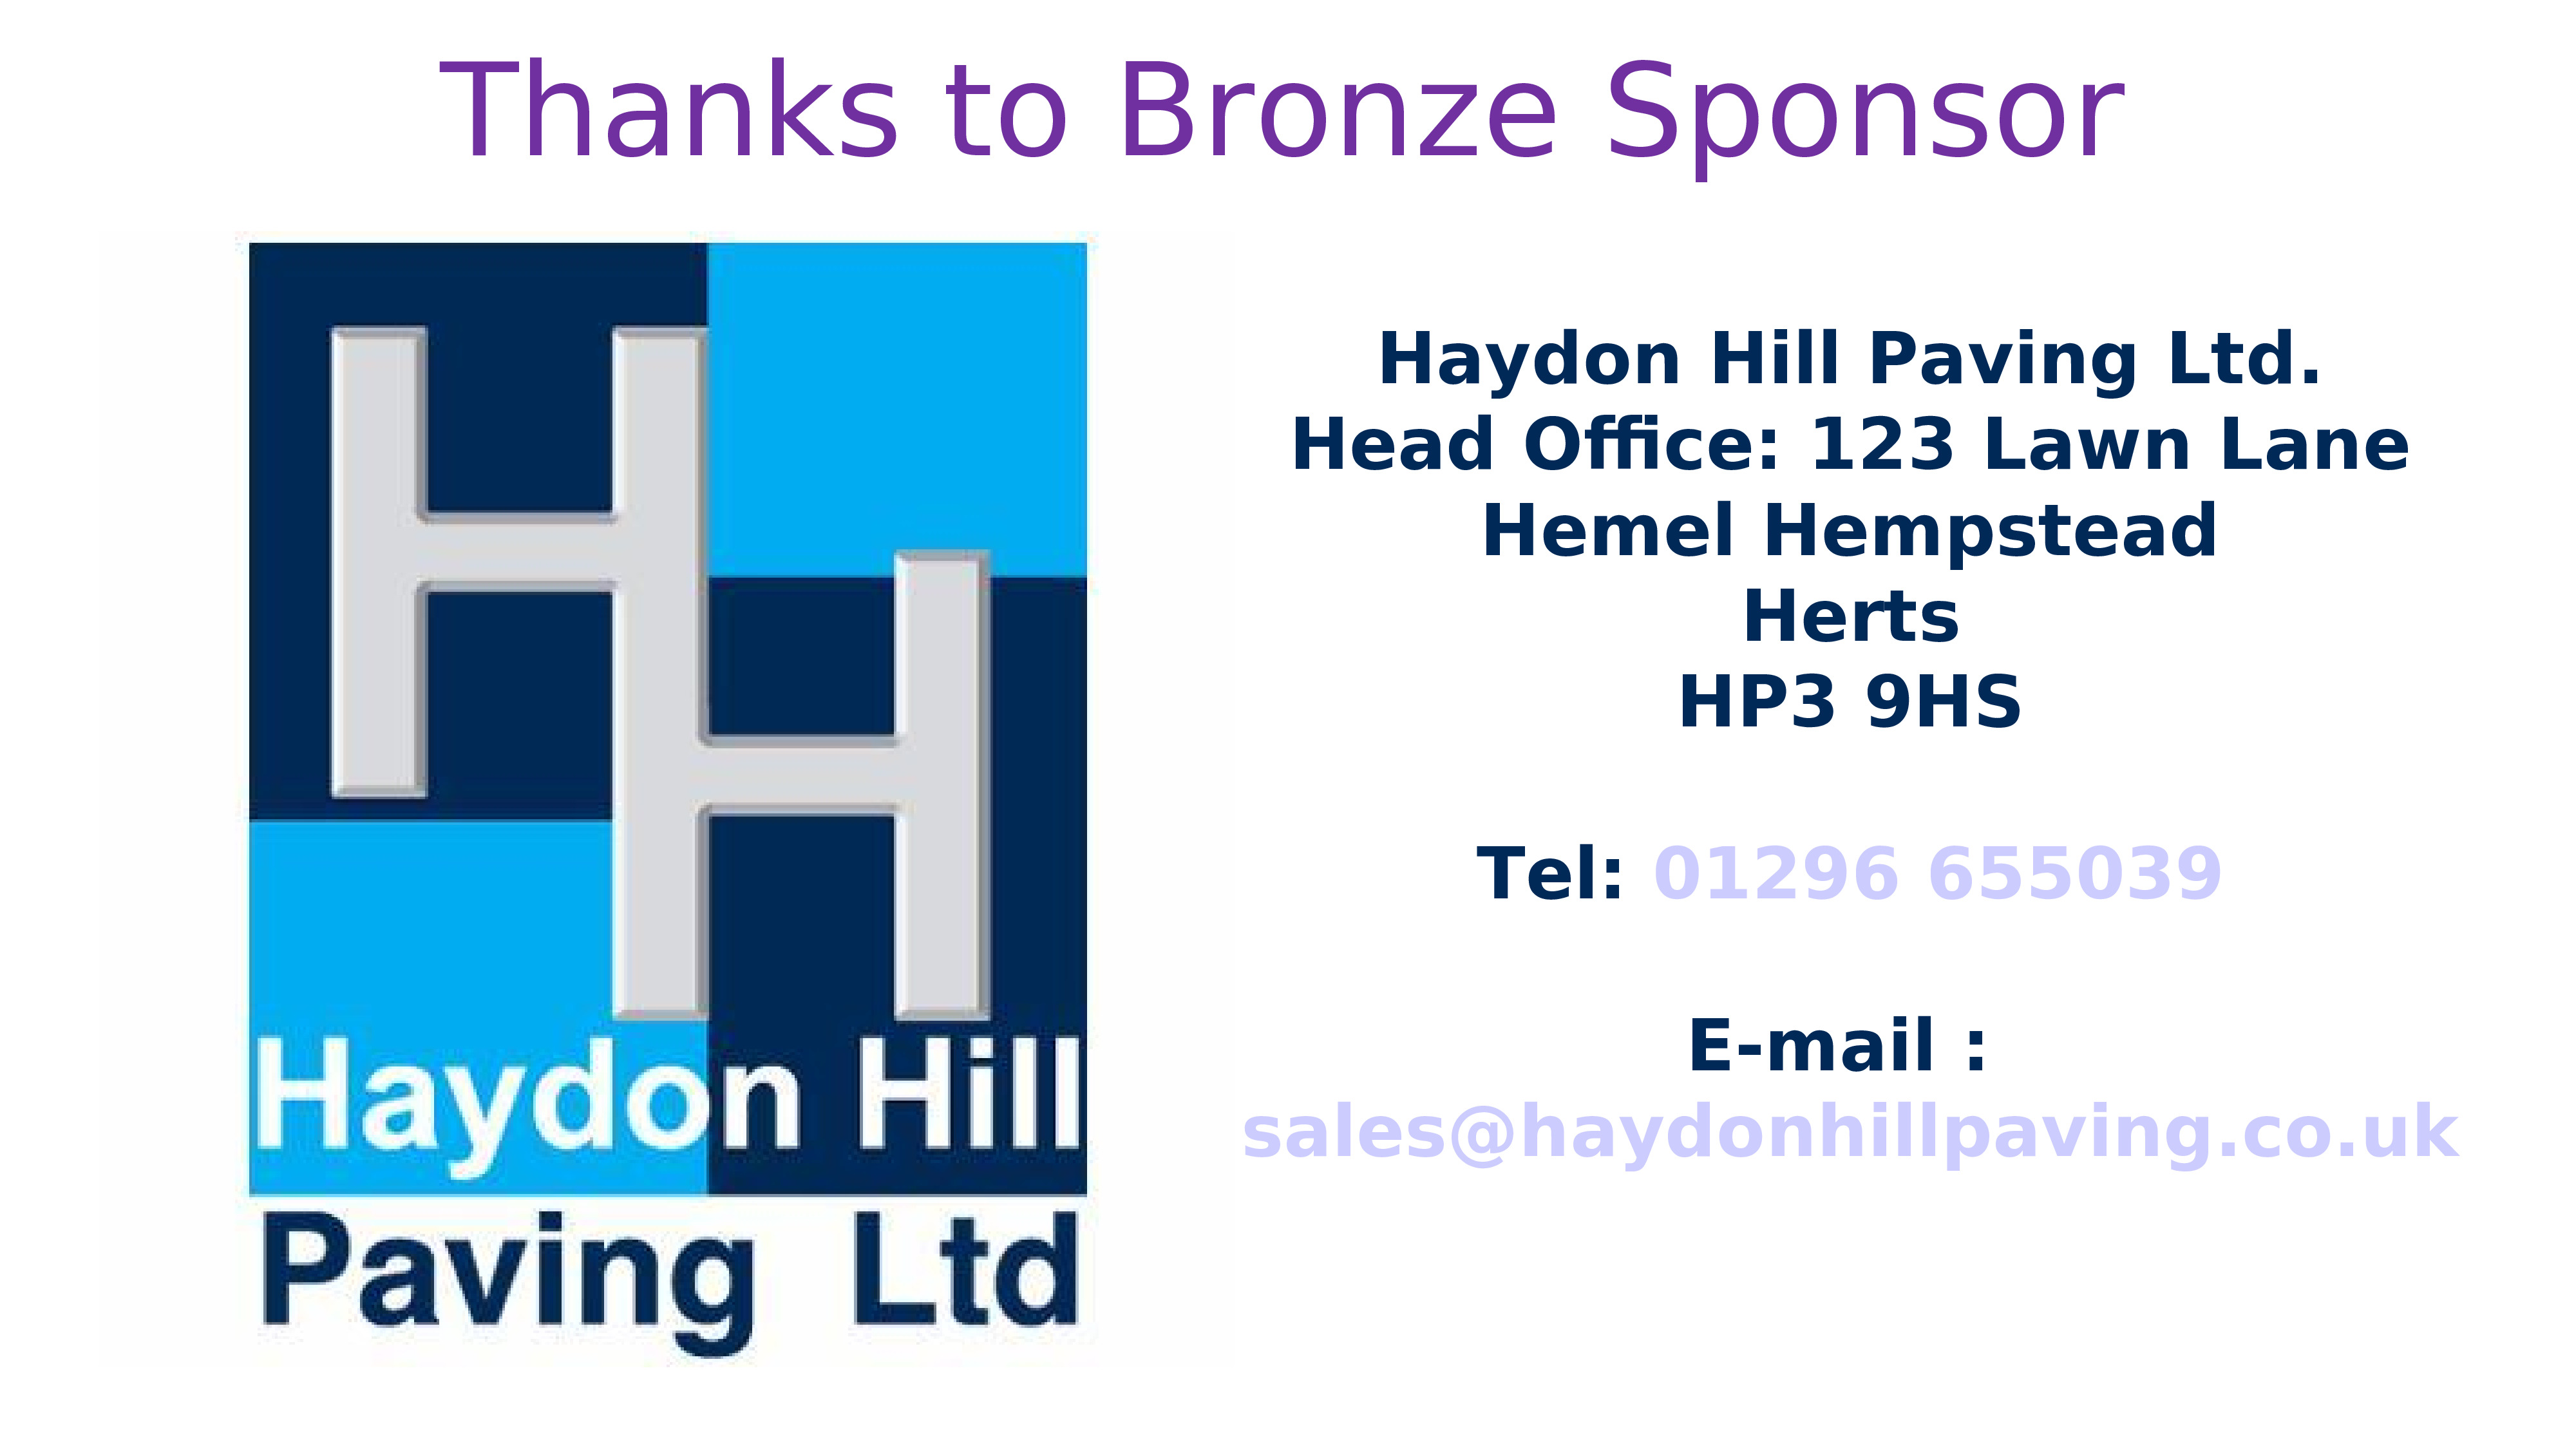 Thanks to Bronze Sponsor
HH
Haydon Hill
Paving Ltd
Haydon Hill Paving Ltd.
Head Office: 123 Lawn Lane
Hemel Hempstead
Herts
HP3 9HS
Tel: 01296 655039
E-mail :
sales@haydonhillpaving.co.uk